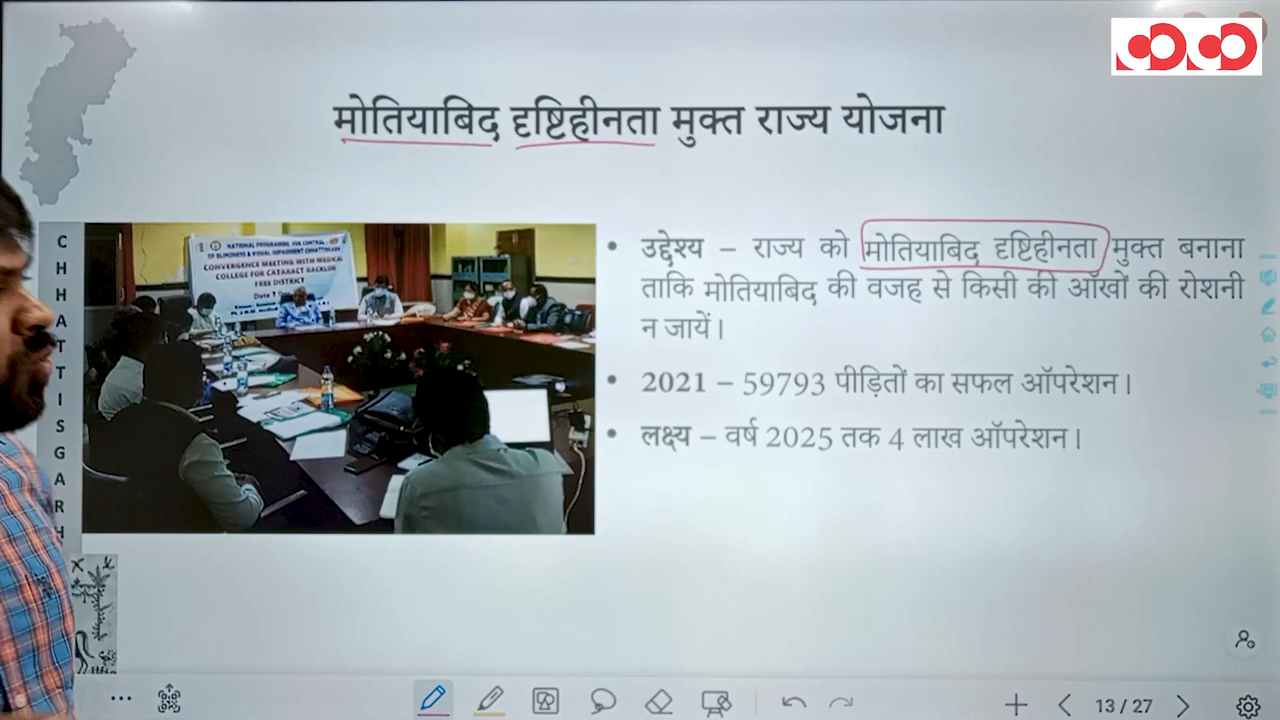 मोतियाबिद दृष्टिहीनता मुक्त राज्य योजना
CHHATTISGARH
NATIONAL PROGRAMME FOR CONTROL
OF BLINDNESS & VISUAL IMPAIRMENT CHHATTISGARH
CONVERGENCE MEETING WITH MEDICAL
COLLEGE FOR CATARACT BACKLOG
FREE DISTRICT
• उद्देश्य – राज्य को मोतियाबिद दृष्टिहीनता मुक्त बनाना
ताकि मोतियाबिद की वजह से किसी की आँखों की रोशनी
न जायें।
• 2021 – 59793 पीड़ितों का सफल ऑपरेशन।
• लक्ष्य – वर्ष 2025 तक 4 लाख ऑपरेशन।
13 / 27